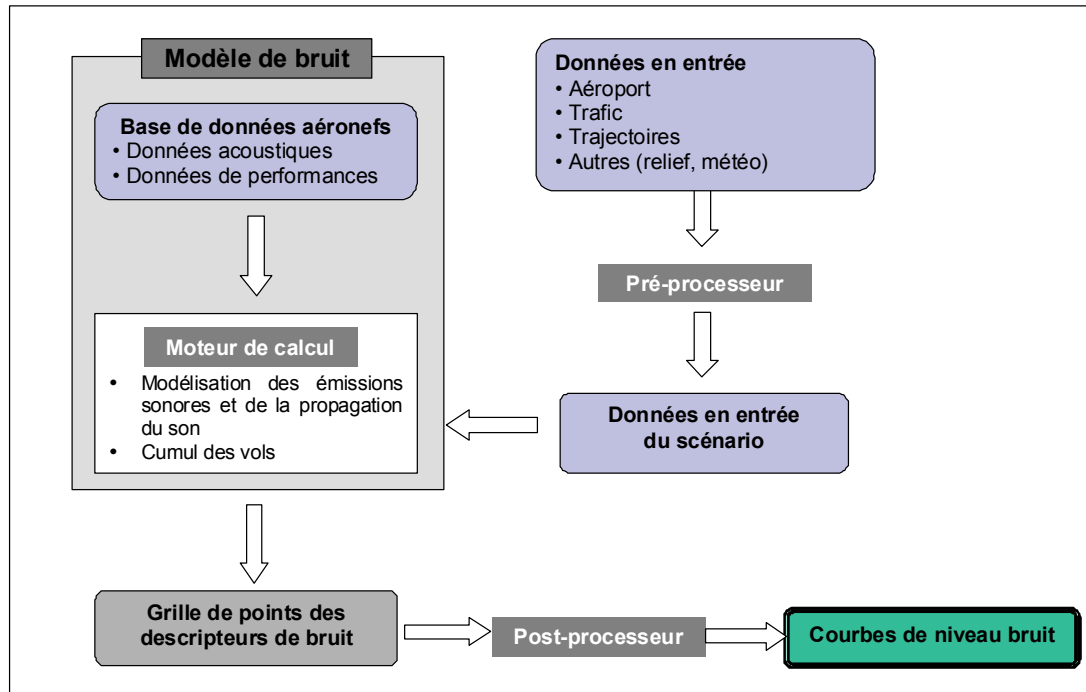 Modèle de bruit
Base de données aéronefs
• Données acoustiques
• Données de performances
Moteur de calcul
• Modélisation des émissions
sonores et de la propagation
du son
• Cumul des vols
Données en entrée
• Aéroport
• Trafic
• Trajectoires
• Autres (relief, météo)
Pré-processeur
Données en entrée
du scénario
Grille de points des
descripteurs de bruit
Post-processeur
Courbes de niveau bruit